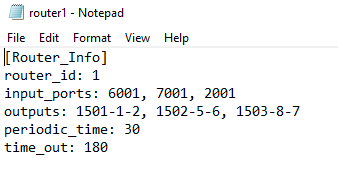 router1 - Notepad
File Edit Format View Help
[Router_Info]
router_id: 1
input_ports: 6001, 7001, 2001
outputs: 1501-1-2, 1502-5-6, 1503-8-7
periodic_time: 30
time_out: 180